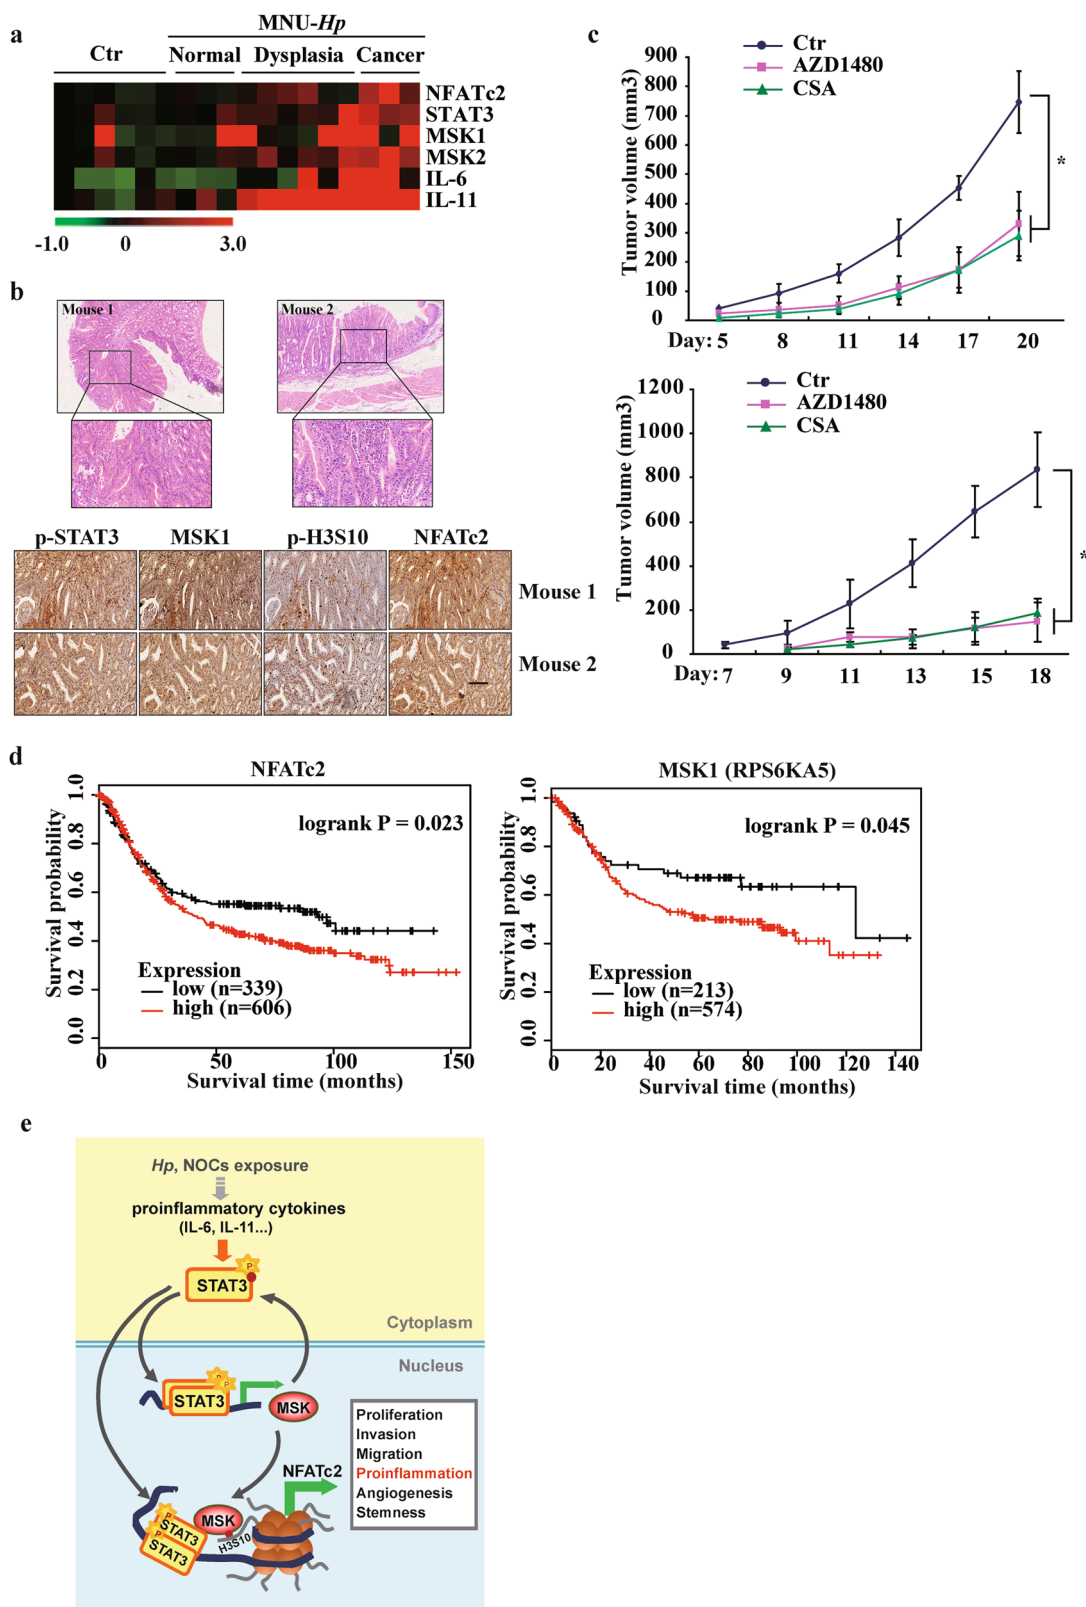 a
MNU-Hp
Ctr Normal Dysplasia Cancer
NFATc2
STAT3
MSK1
MSK2
IL-6
IL-11
-1.0 0 3.0
b
Mouse 1
Mouse 2
p-STAT3 MSK1 p-H3S10 NFATc2
Mouse 1
Mouse 2
c
Ctr
AZD1480
CSA
Tumor volume (mm3)
900
800
700
600
500
400
300
200
100
0
*
Day: 5 8 11 14 17 20
Ctr
AZD1480
CSA
Tumor volume (mm3)
1200
1000
800
600
400
200
0
*
Day: 7 9 11 13 15 18
d
NFATc2
logrank P = 0.023
Survival probability
1.0
0.8
0.6
0.4
0.2
0.0
Expression
low (n=339)
high (n=606)
0 50 100 150
Survival time (months)
MSK1 (RPS6KA5)
logrank P = 0.045
Survival probability
1.0
0.8
0.6
0.4
0.2
0.0
Expression
low (n=213)
high (n=574)
0 20 40 60 80 100 120 140
Survival time (months)
e
Hp, NOCs exposure
proinflammatory cytokines
(IL-6, IL-11...)
P
STAT3
Cytoplasm
Nucleus
P
P
STAT3
MSK
Proliferation
Invasion
Migration
Proinflammation
Angiogenesis
Stemness
NFATc2
P
STAT3
P
STAT3
MSK
H3S10